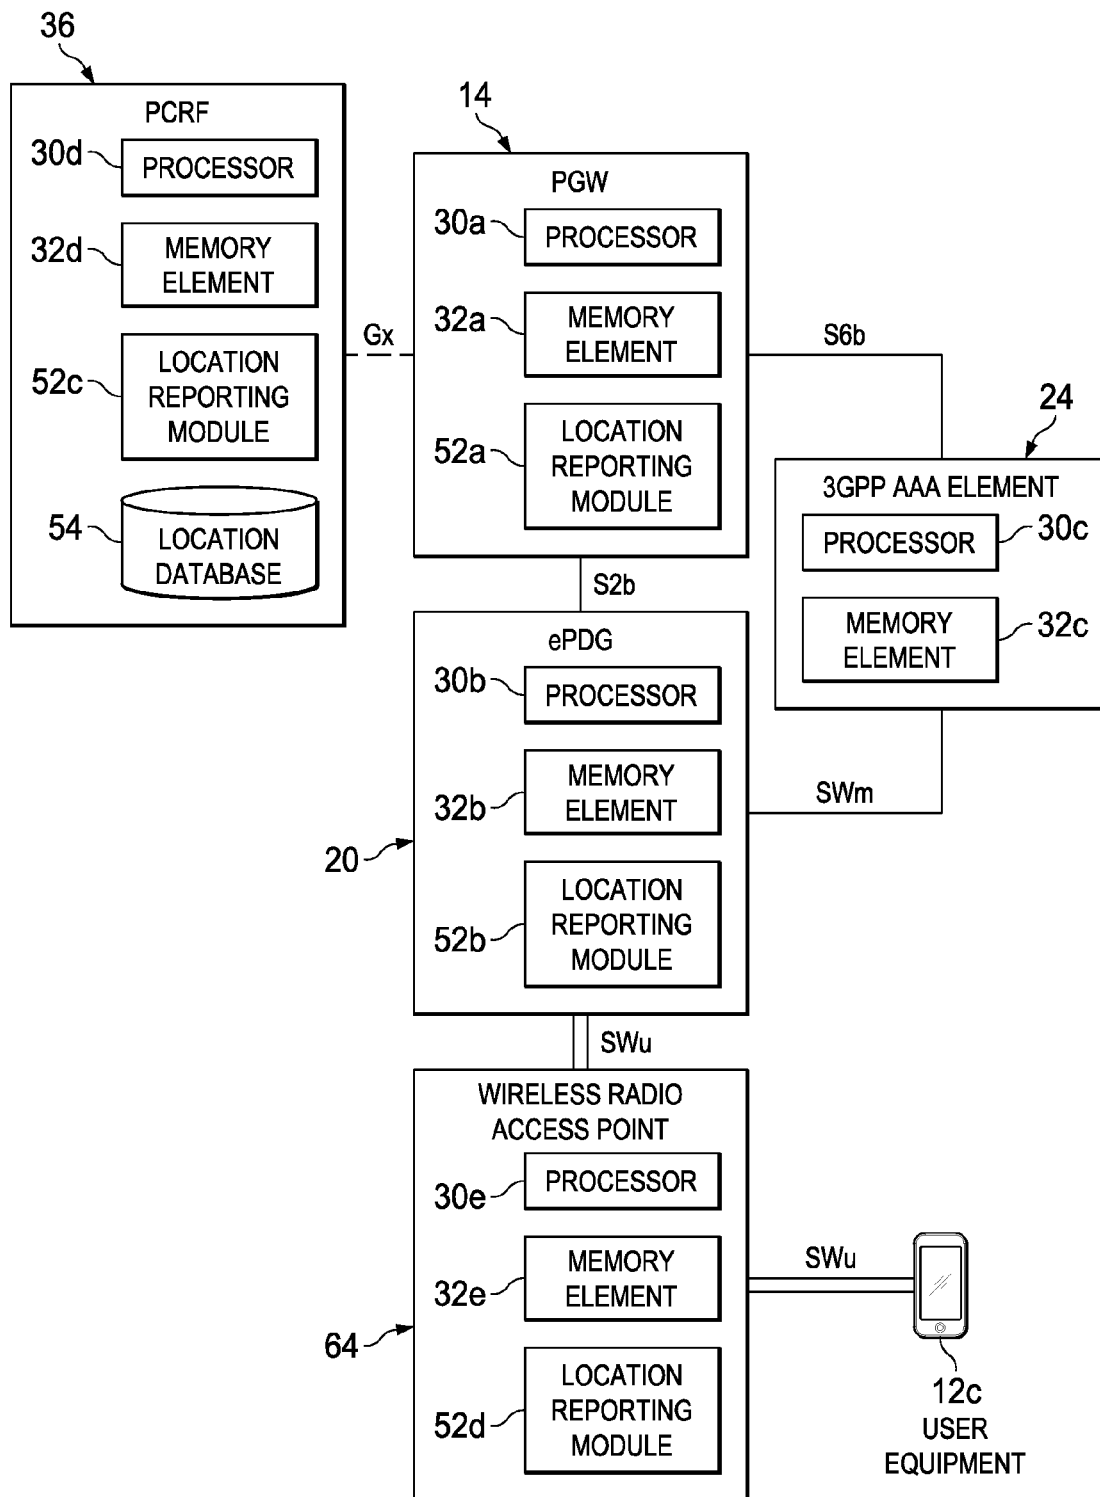 36
PCRF
30d
PROCESSOR
32d
MEMORY
ELEMENT
52c
LOCATION
REPORTING
MODULE
54
LOCATION
DATABASE
Gx
14
PGW
30a
PROCESSOR
32a
MEMORY
ELEMENT
52a
LOCATION
REPORTING
MODULE
S6b
24
3GPP AAA ELEMENT
PROCESSOR
30c
MEMORY
ELEMENT
32c
S2b
ePDG
30b
PROCESSOR
32b
MEMORY
ELEMENT
20
52b
LOCATION
REPORTING
MODULE
SWm
SWu
WIRELESS RADIO
ACCESS POINT
30e
PROCESSOR
32e
MEMORY
ELEMENT
64
52d
LOCATION
REPORTING
MODULE
SWu
12c
USER
EQUIPMENT